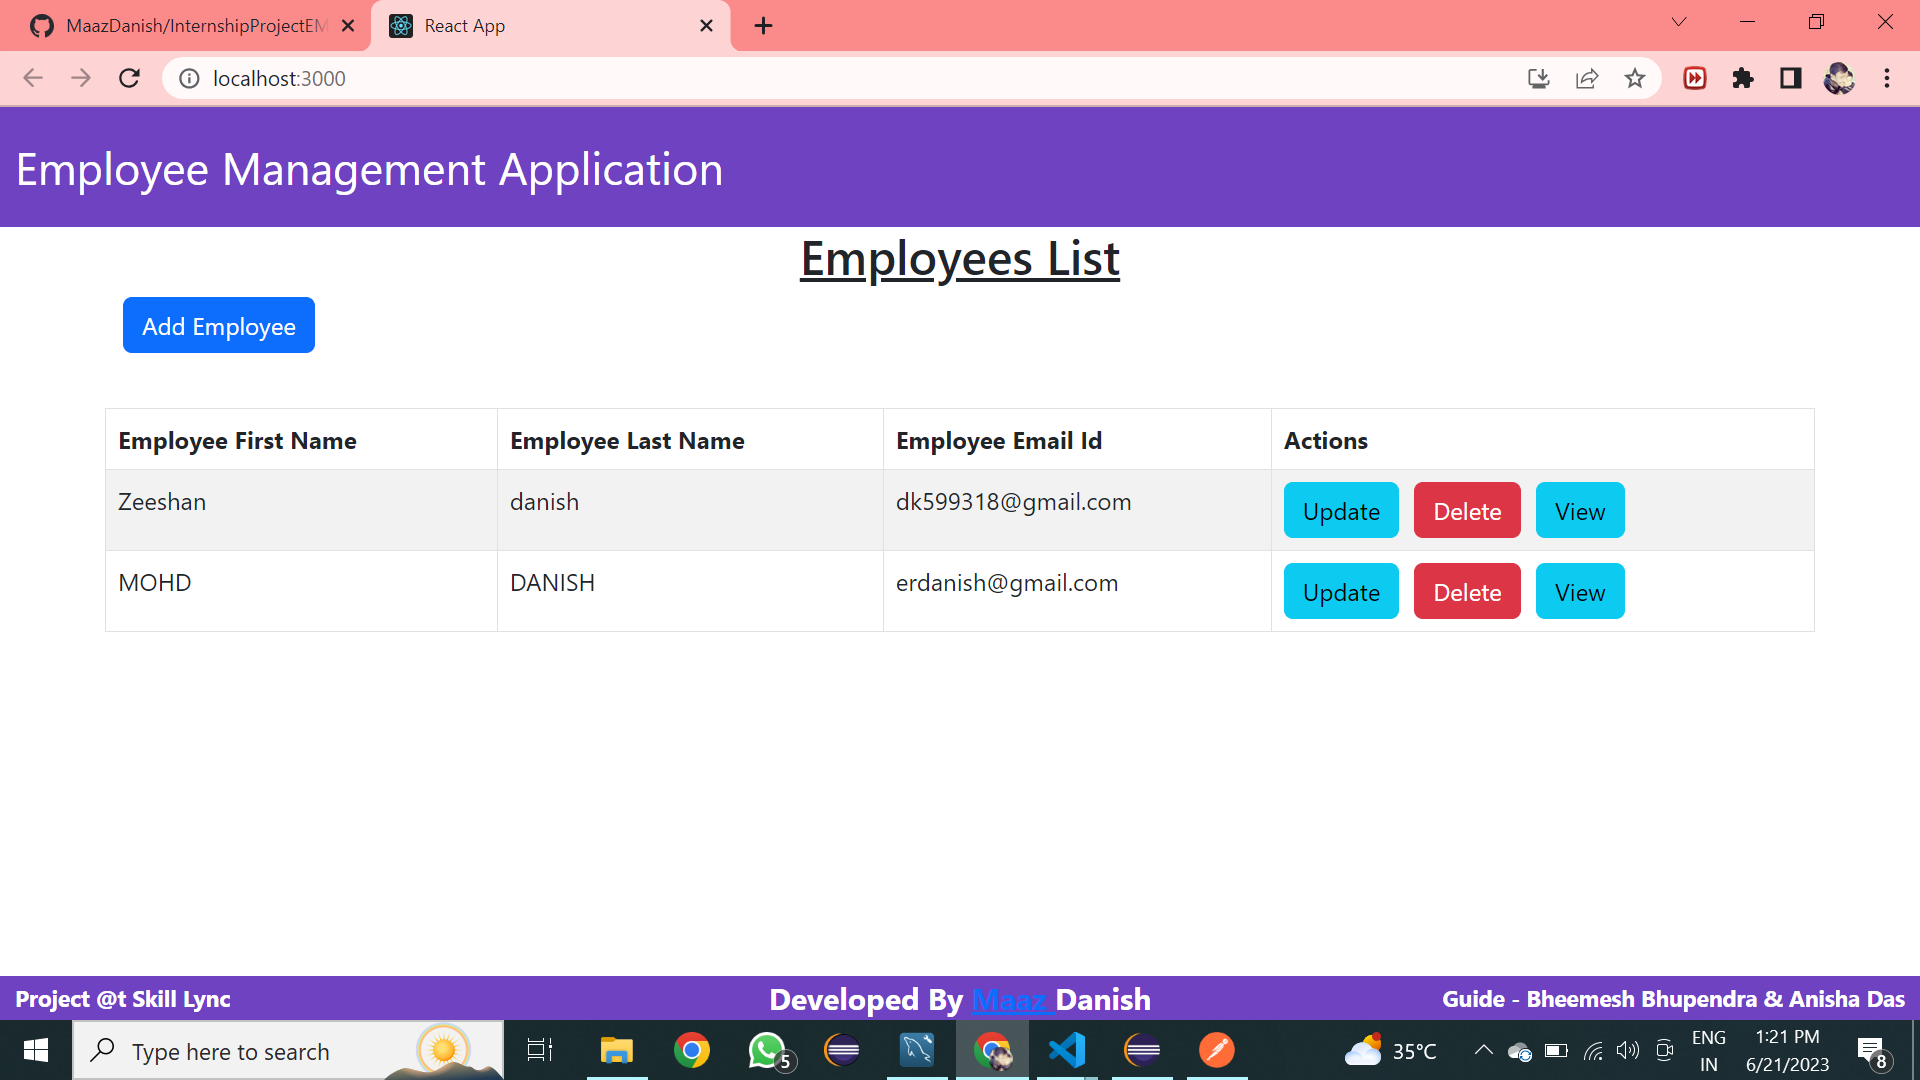 MaazDanish/InternshipProjectEM
React App
localhost:3000
Employee Management Application
Employees List
Add Employee
Employee First Name Employee Last Name Employee Email Id Actions
Zeeshan danish dk599318@gmail.com Update Delete View
MOHD DANISH erdanish@gmail.com Update Delete View
Project @t Skill Lync
Developed By Maaz Danish
Guide - Bheemesh Bhupendra & Anisha Das
Type here to search
5
35°C
ENG
IN
1:21 PM
6/21/2023
8